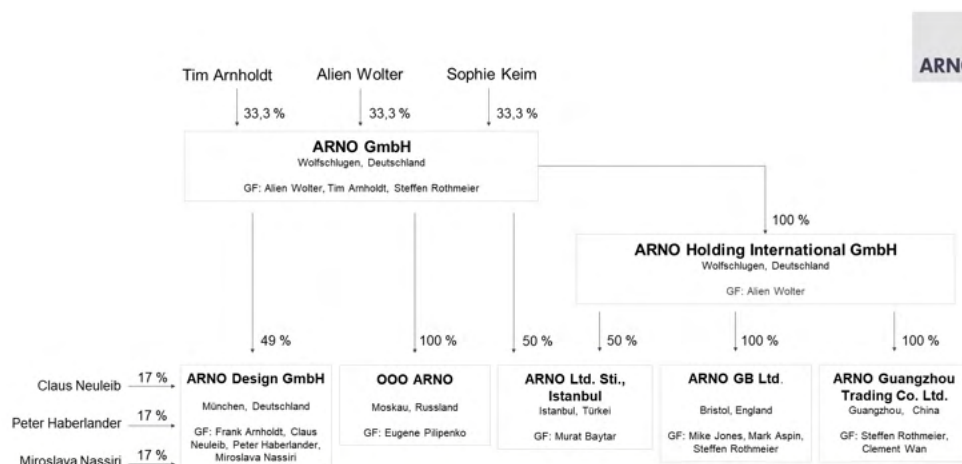 ARNO
Tim Arnholdt
Alien Wolter
Sophie Keim
33,3 %
33,3 %
33,3 %
ARNO GmbH
Wolfschlugen, Deutschland
GF: Alien Wolter, Tim Arnholdt, Steffen Rothmeier
100 %
ARNO Holding International GmbH
Wolfschlugen, Deutschland
GF: Alien Wolter
49 %
100 %
50 %
50 %
100 %
100 %
Claus Neuleib
17 %
Peter Haberlander
17 %
Miroslava Nassiri
17 %
ARNO Design GmbH
München, Deutschland
GF: Frank Arnholdt, Claus
Neuleib, Peter Haberlander,
Miroslava Nassiri
OOO ARNO
Moskau, Russland
GF: Eugene Pilipenko
ARNO Ltd. Sti.,
Istanbul
Istanbul, Türkei
GF: Murat Baytar
ARNO GB Ltd.
Bristol, England
GF: Mike Jones, Mark Aspin,
Steffen Rothmeier
ARNO Guangzhou
Trading Co. Ltd.
Guangzhou, China
GF: Steffen Rothmeier,
Clement Wan